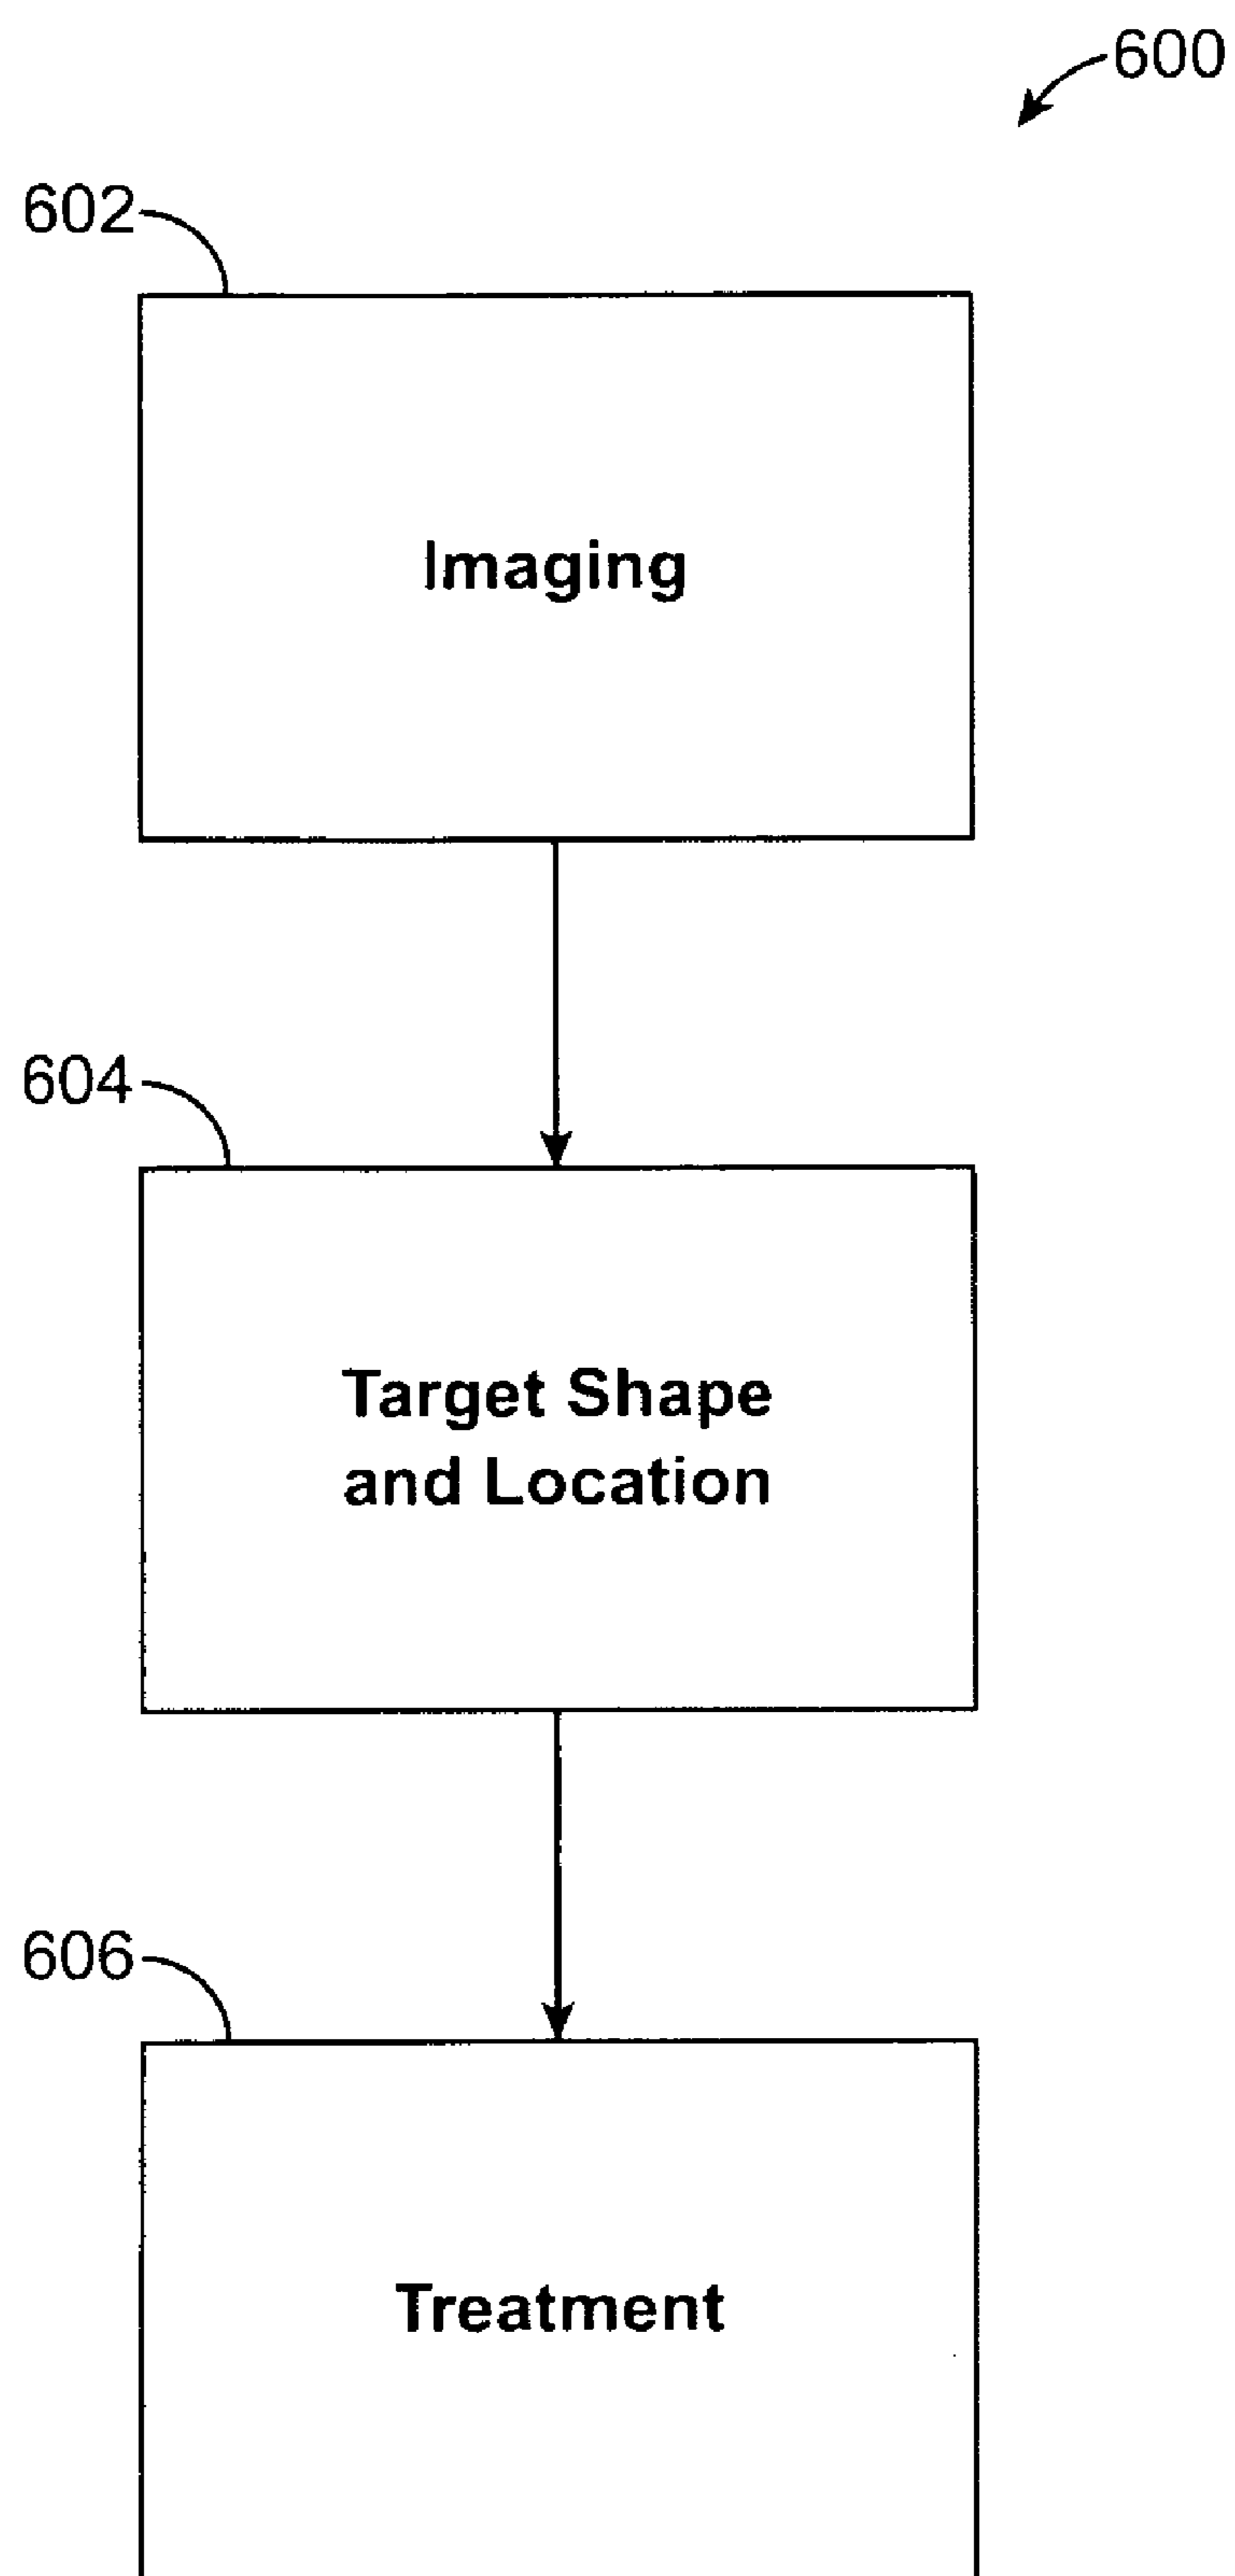 600
602
Imaging
604
Target Shape
and Location
606
Treatment